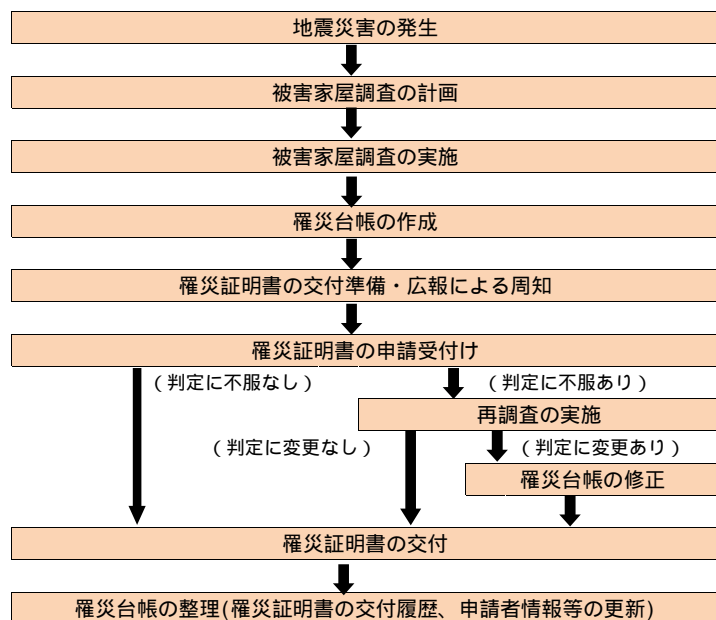 地震災害の発生
被害家屋調査の計画
被害家屋調査の実施
罹災台帳の作成
罹災証明書の交付準備・広報による周知
罹災証明書の申請受付け
(判定に不服なし)
(判定に不服あり)
再調査の実施
(判定に変更なし)
(判定に変更あり)
罹災台帳の修正
罹災証明書の交付
罹災台帳の整理(罹災証明書の交付履歴、申請者情報等の更新)